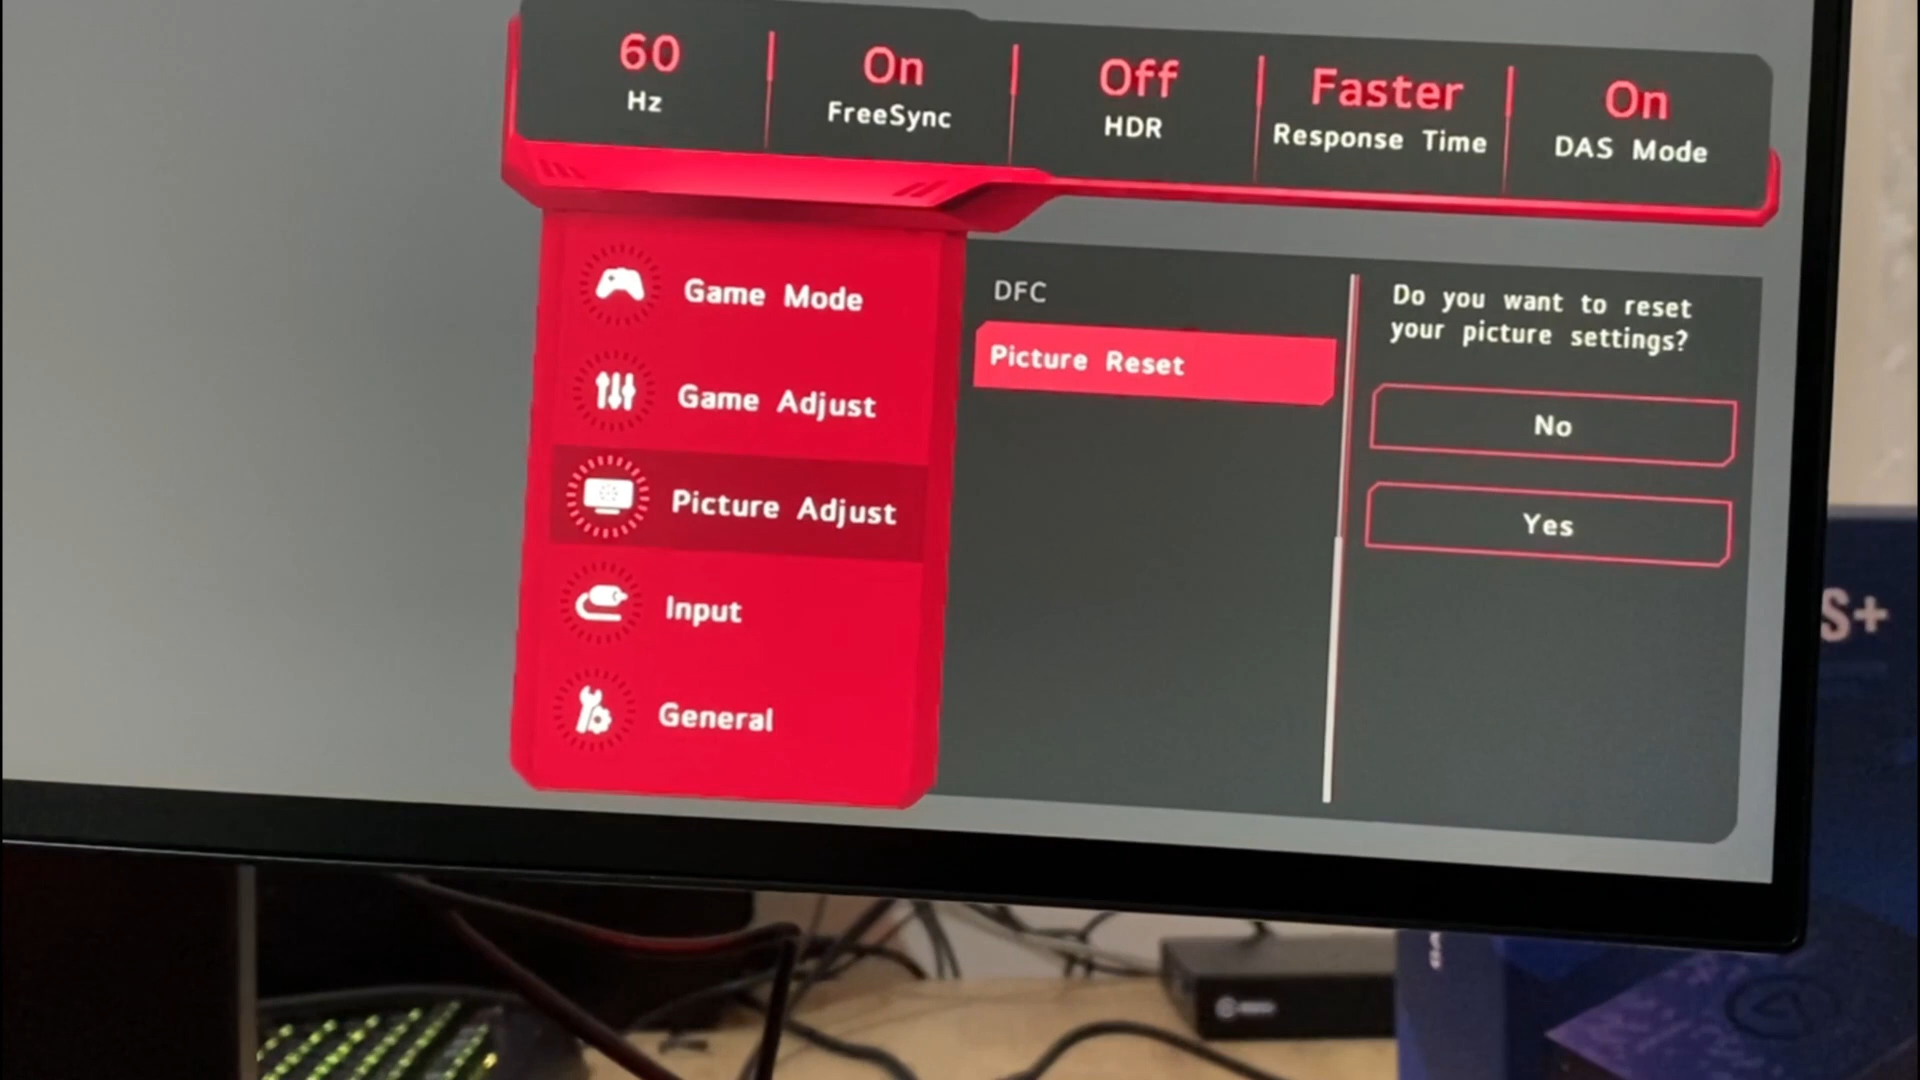 60
Hz
On
FreeSync
Off
HDR
Faster
Response Time
On
DAS Mode
Game Mode
Game Adjust
Picture Adjust
Input
General
DFC
Picture Reset
Do you want to reset
your picture settings?
No
Yes
S+